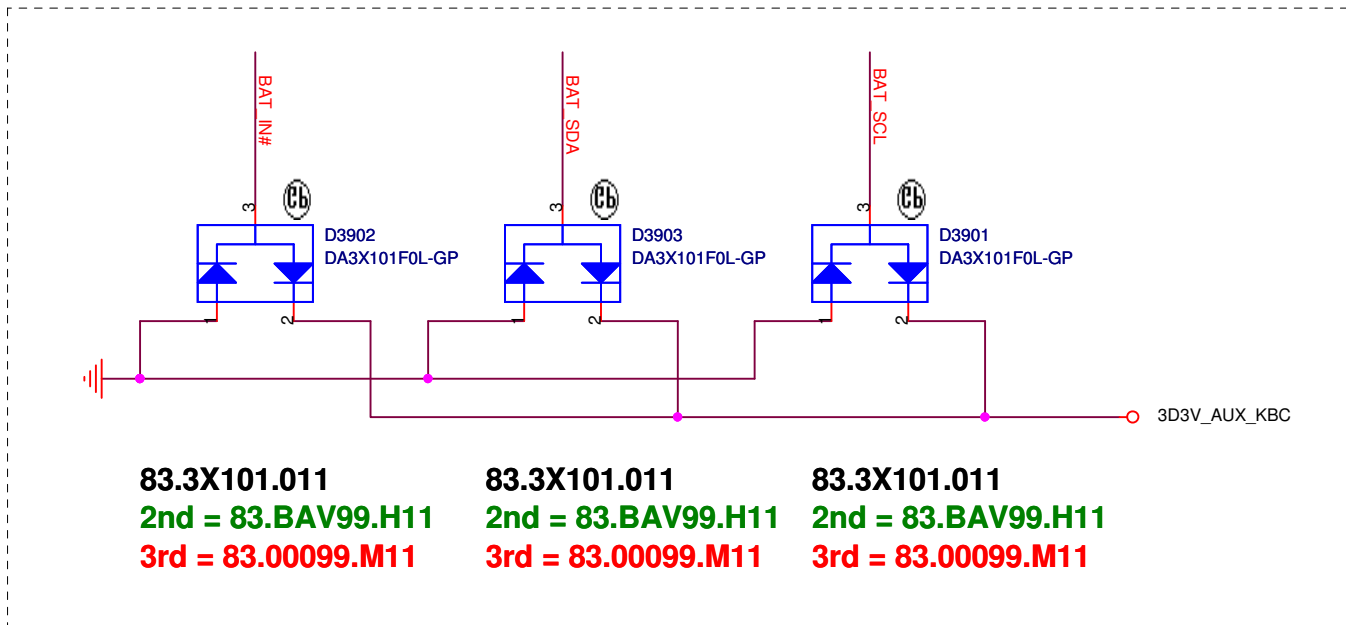 BAT_IN#
BAT_SDA
BAT_SCL
3
3
3
D3902
DA3X101F0L-GP
D3903
DA3X101F0L-GP
D3901
DA3X101F0L-GP
1
2
1
2
1
2
3D3V_AUX_KBC
83.3X101.011
2nd = 83.BAV99.H11
3rd = 83.00099.M11
83.3X101.011
2nd = 83.BAV99.H11
3rd = 83.00099.M11
83.3X101.011
2nd = 83.BAV99.H11
3rd = 83.00099.M11